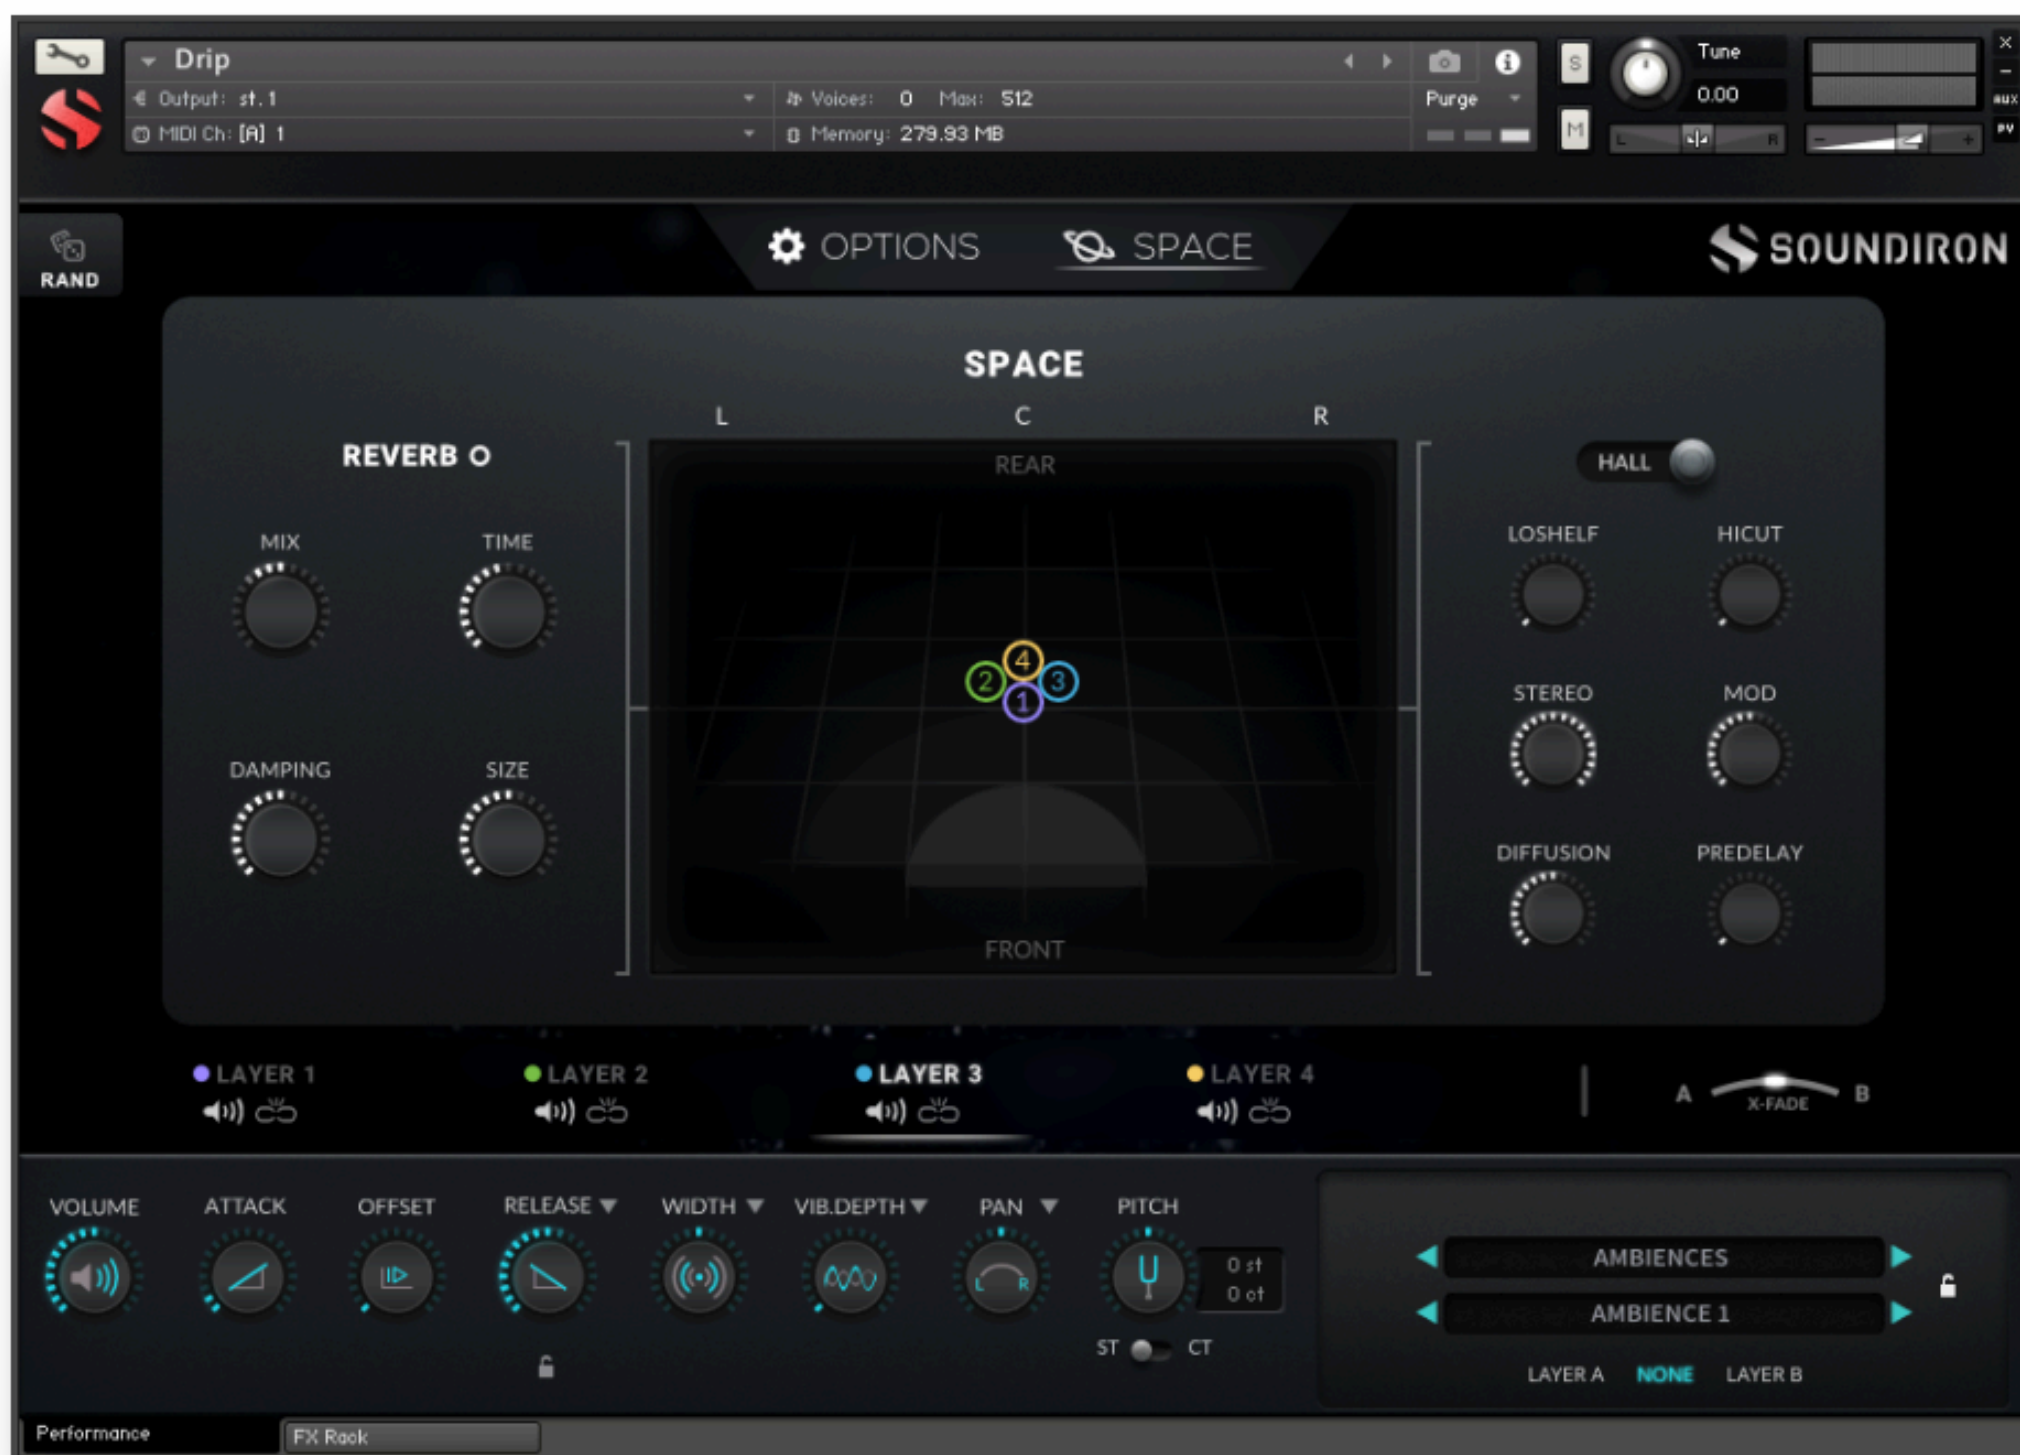 Drip
Output: st.1
Voices: 0 Max: 512
Purge
MIDI Ch: [A] 1
Memory: 279.93 MB
S
M
Tune
0.00
L R
- +
×
-
AUX
PV
RAND
OPTIONS
SPACE
SOUNDIRON
SPACE
L C R
REVERB
REAR
HALL
MIX TIME
LOSHELF HICUT
4
2 3
1
STEREO MOD
DAMPING SIZE
DIFFUSION PREDELAY
FRONT
LAYER 1
LAYER 2
LAYER 3
LAYER 4
A X-FADE B
VOLUME
ATTACK
OFFSET
RELEASE
WIDTH
VIB.DEPTH
PAN
L R
PITCH
0 st
0 ct
ST CT
AMBIENCES
AMBIENCE 1
LAYER A NONE LAYER B
Performance
FX Rack